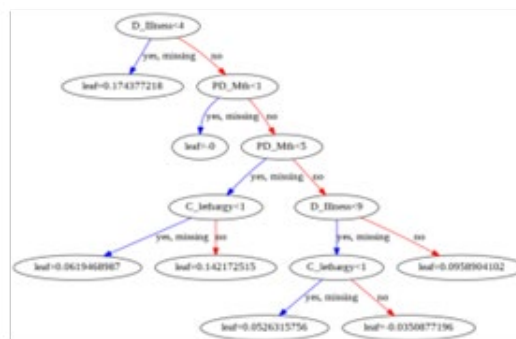 D_Illness<4
yes, missing no
leaf=0.174377218 PD_Mth<1
yes, missing no
leaf=-0 PD_Mth<5
yes, missing no
C_lethargy<1 D_Illness<9
yes, missing no yes, missing no
leaf=0.0619468987 leaf=0.142172515 C_lethargy<1 leaf=0.0958904102
yes, missing no
leaf=0.0526315756 leaf=-0.0350877196